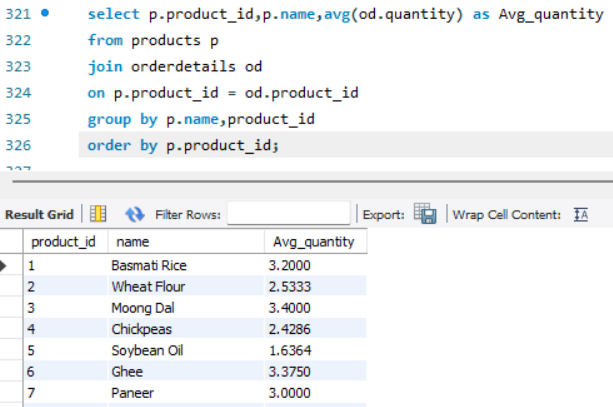 321 select p.product_id,p.name,avg(od.quantity) as Avg_quantity
322 from products p
323 join orderdetails od
324 on p.product_id = od.product_id
325 group by p.name,product_id
326 order by p.product_id;
Result Grid Filter Rows: Export: Wrap Cell Content:
product_id name Avg_quantity
1 Basmati Rice 3.2000
2 Wheat Flour 2.5333
3 Moong Dal 3.4000
4 Chickpeas 2.4286
5 Soybean Oil 1.6364
6 Ghee 3.3750
7 Paneer 3.0000